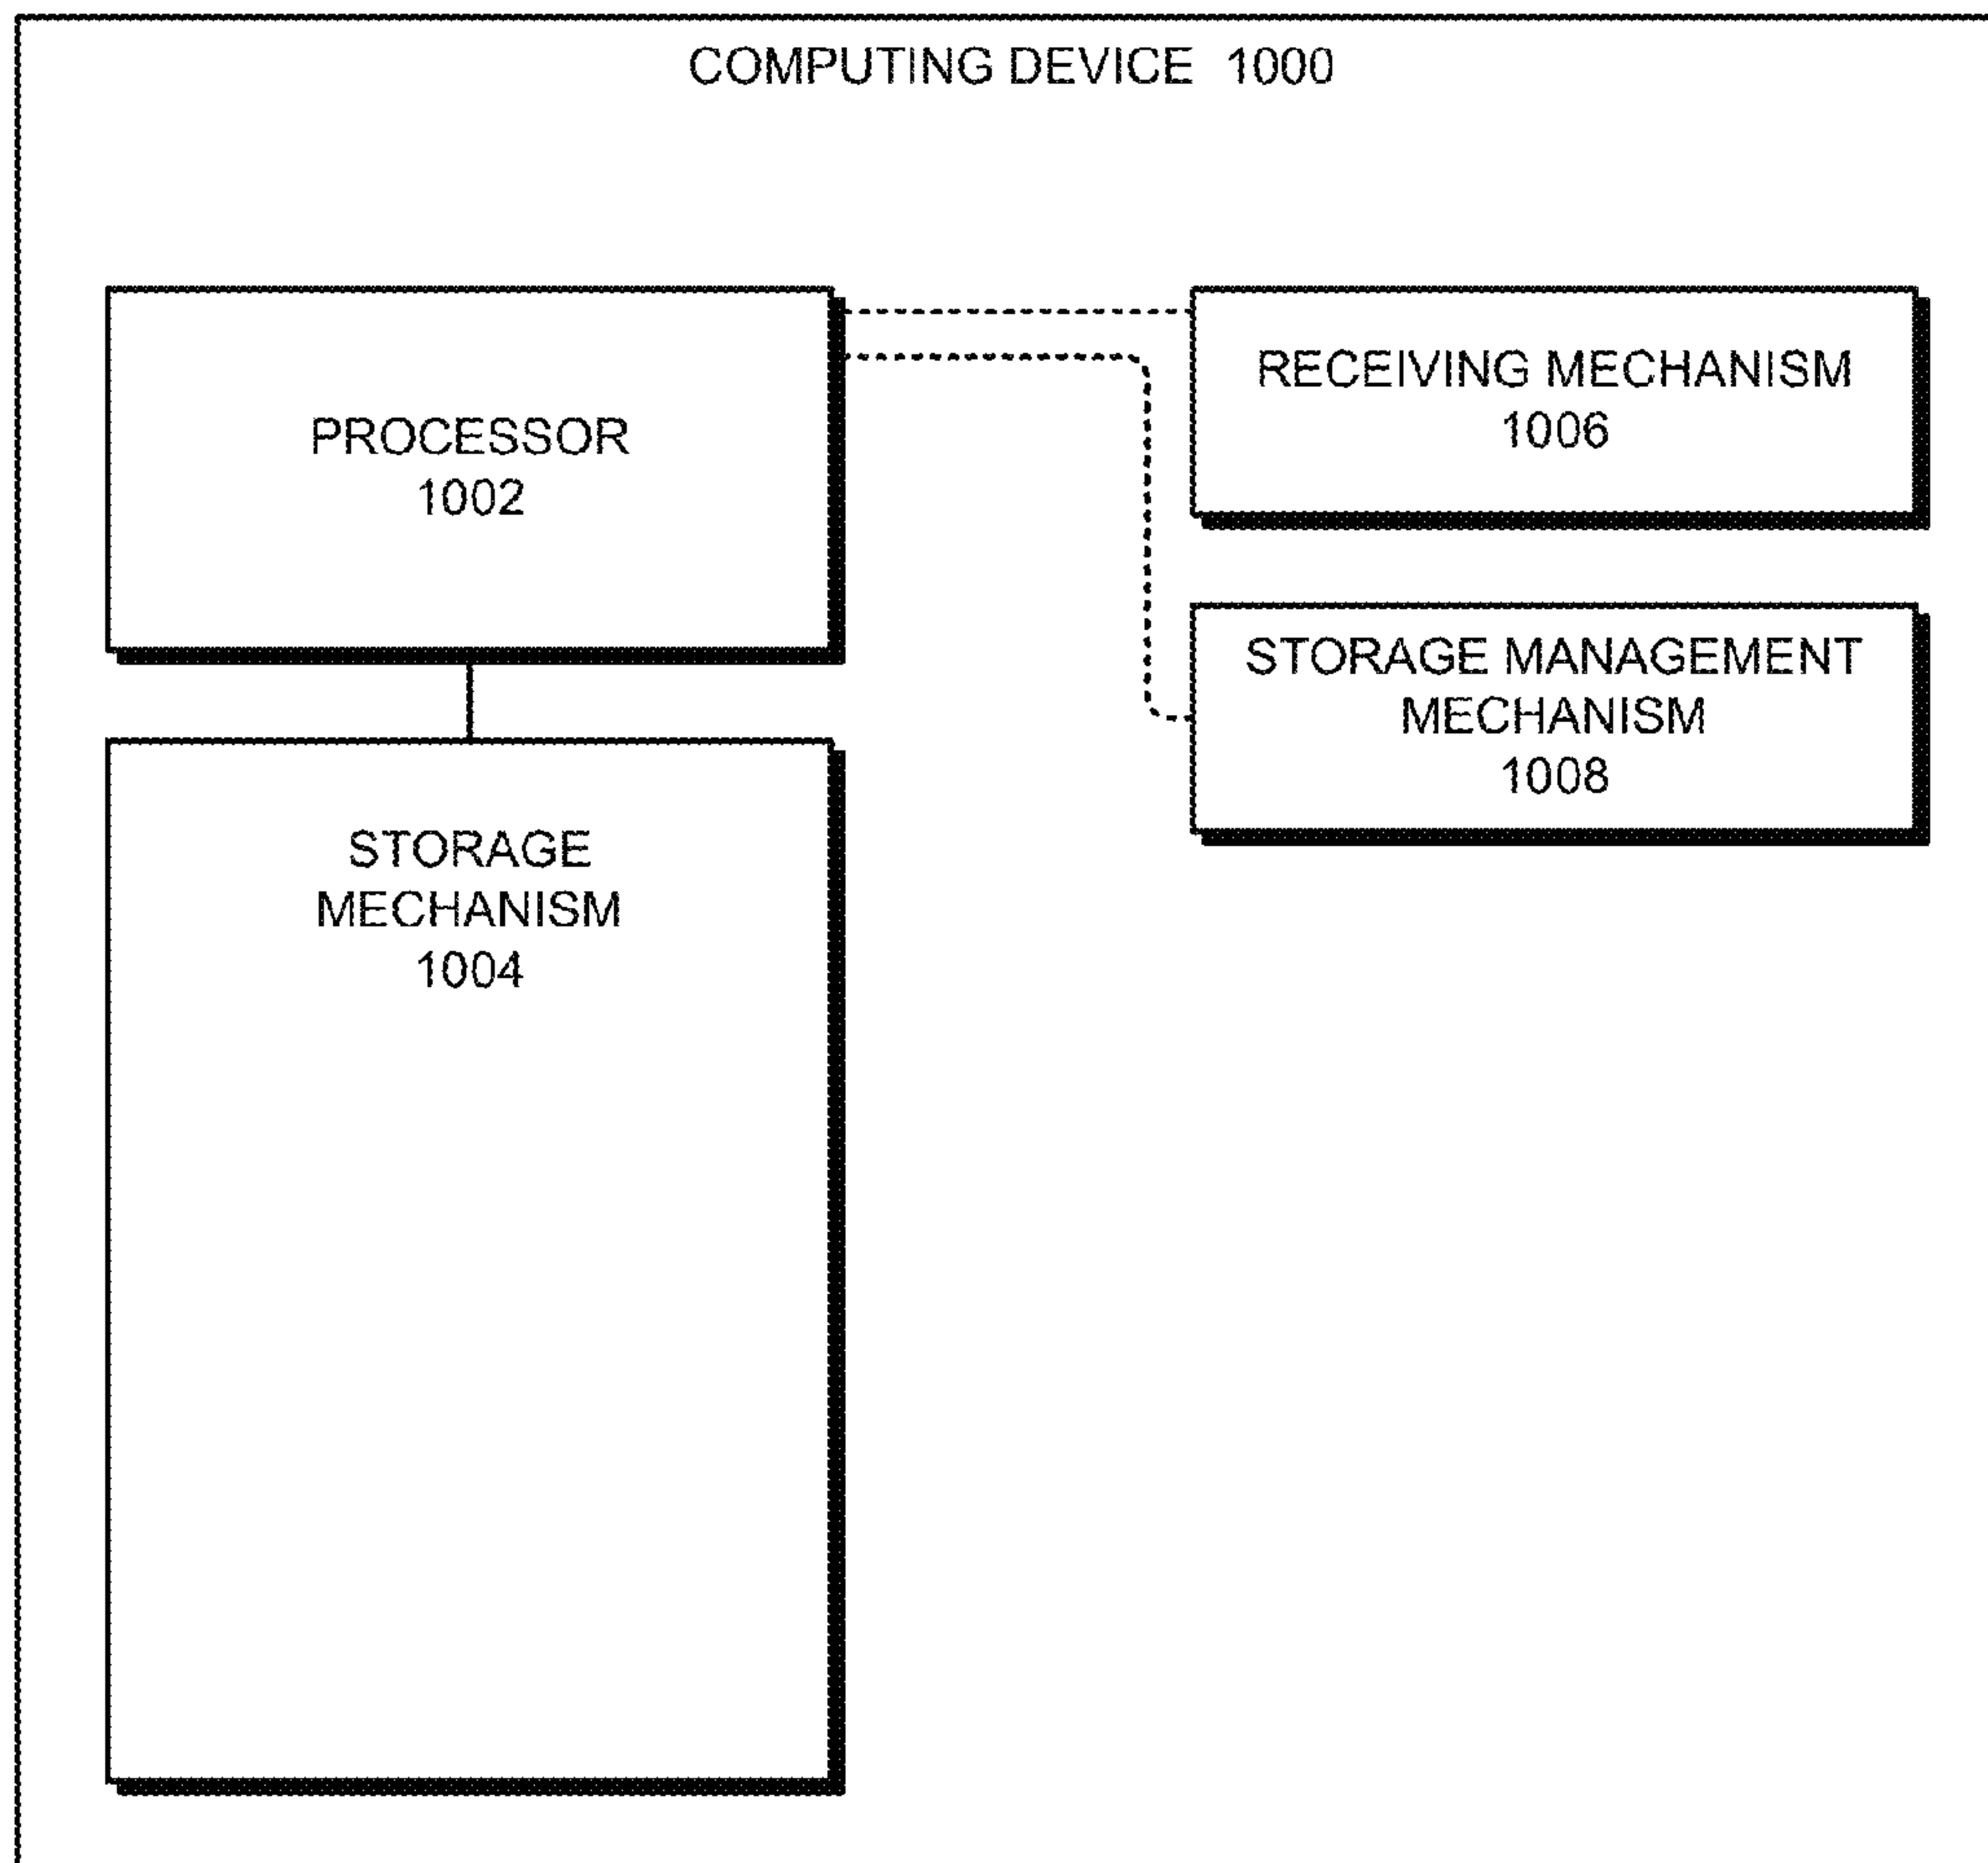 COMPUTING DEVICE 1000
PROCESSOR
1002
RECEIVING MECHANISM
1006
STORAGE MANAGEMENT
MECHANISM
1008
STORAGE
MECHANISM
1004